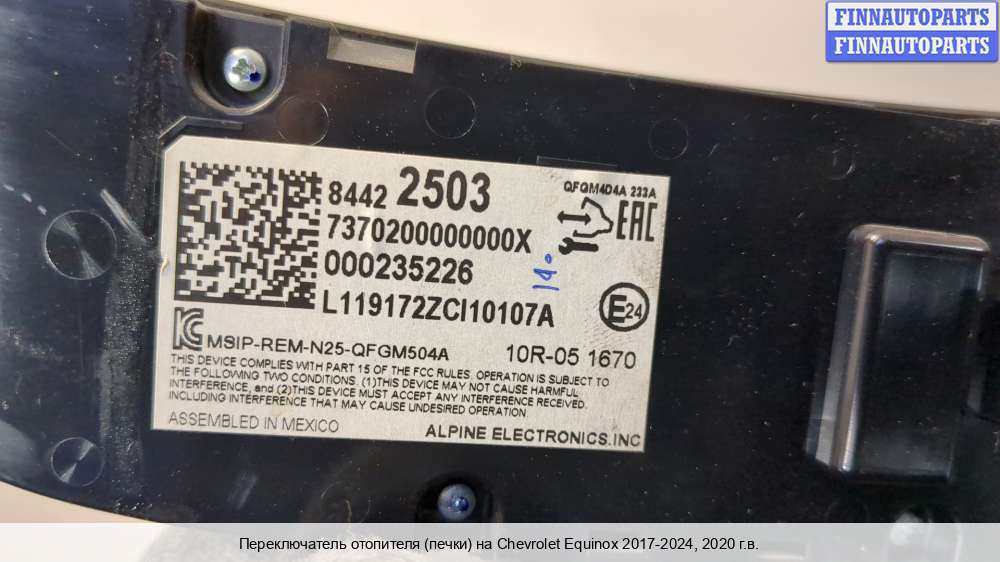 FINNAUTOPARTS
FINNAUTOPARTS
QFGM4D4A 233A
8442 2503
7370200000000X
EAC
000235226
14.
L119172ZCI10107A
E24
KC MSIP-REM-N25-QFGM504A
10R-05 1670
THIS DEVICE COMPLIES WITH PART 15 OF THE FCC RULES. OPERATION IS SUBJECT TO
THE FOLLOWING TWO CONDITIONS. (1)THIS DEVICE MAY NOT CAUSE HARMFUL
INTERFERENCE, and (2)THIS DEVICE MUST ACCEPT ANY INTERFERENCE RECEIVED.
INCLUDING INTERFERENCE THAT MAY CAUSE UNDESIRED OPERATION
ASSEMBLED IN MEXICO
ALPINE ELECTRONICS.INC
Переключатель отопителя (печки) на Chevrolet Equinox 2017-2024, 2020 г.в.